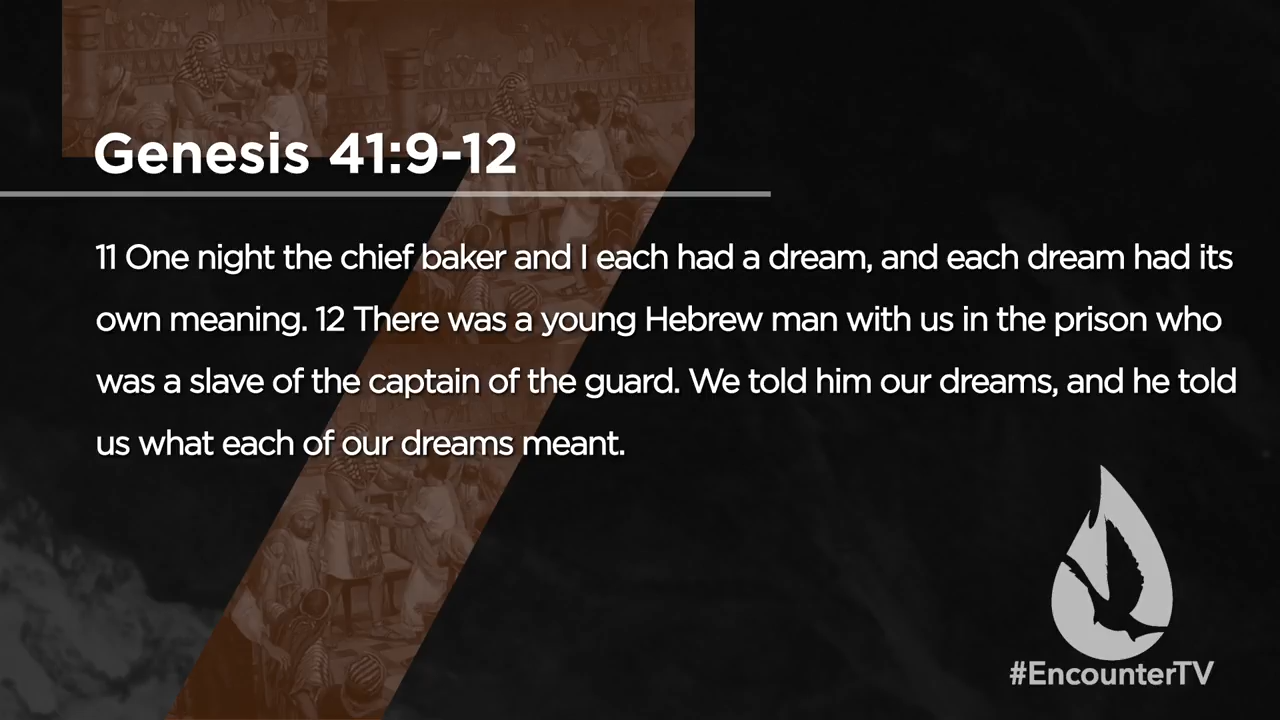 Genesis 41:9-12
11 One night the chief baker and I each had a dream, and each dream had its
own meaning. 12 There was a young Hebrew man with us in the prison who
was a slave of the captain of the guard. We told him our dreams, and he told
us what each of our dreams meant.
#EncounterTV